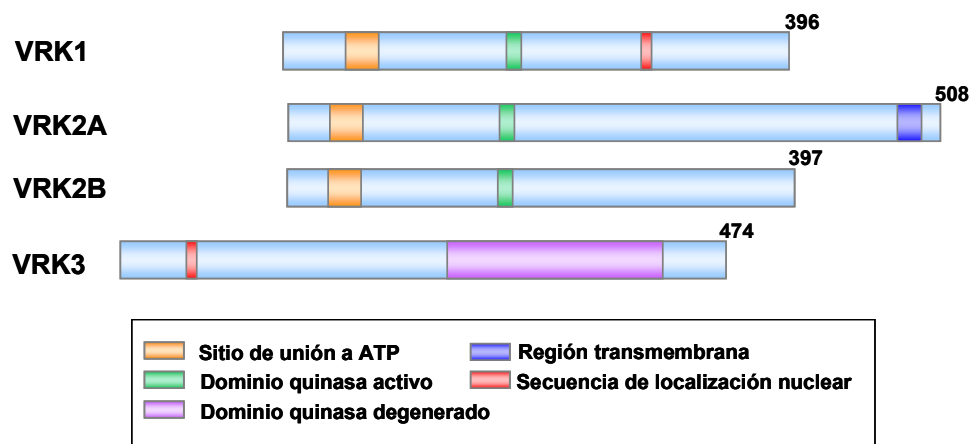 396
VRK1
508
VRK2A
397
VRK2B
474
VRK3
Sitio de unión a ATP
Región transmembrana
Dominio quinasa activo
Secuencia de localización nuclear
Dominio quinasa degenerado